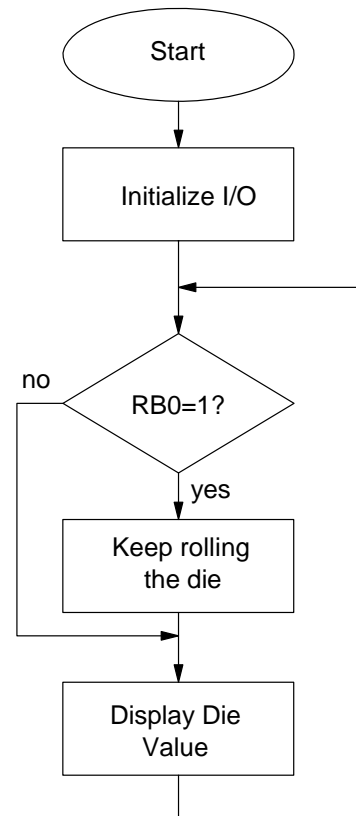 Start
Initialize I/O
no
RB0=1?
yes
Keep rolling
the die
Display Die
Value